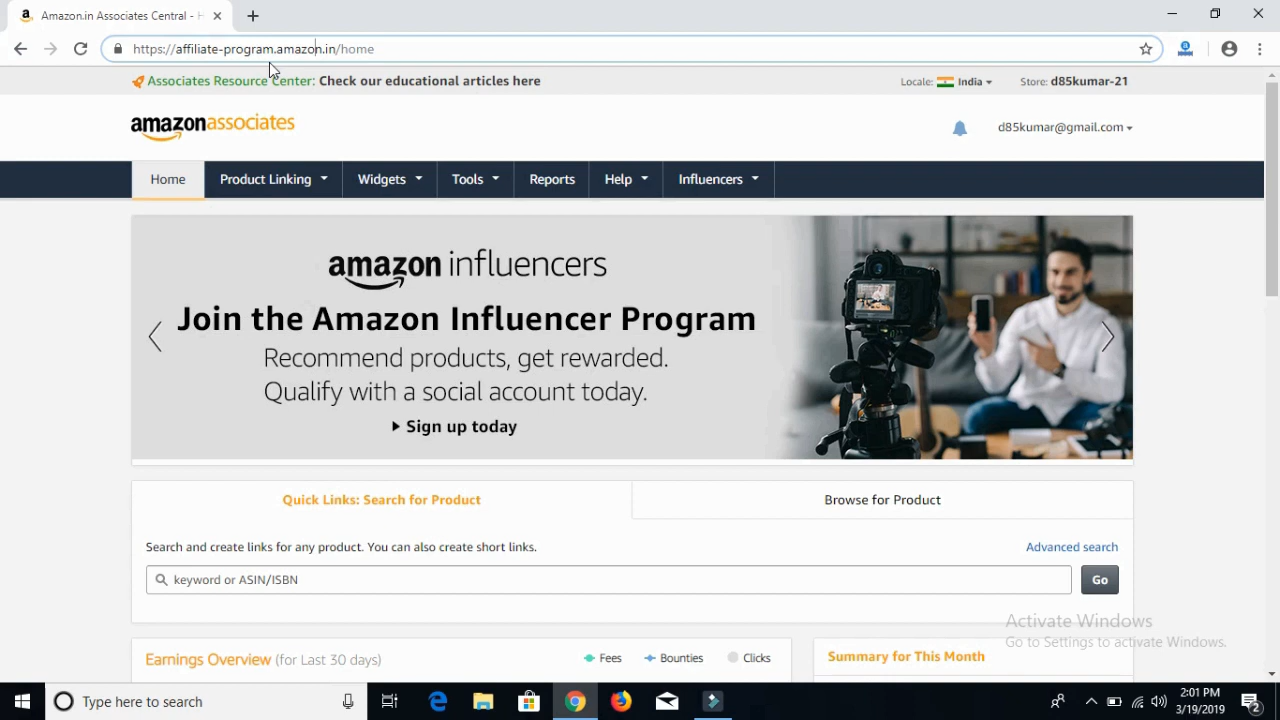 Amazon.in Associates Central - H
https://affiliate-program.amazon.in/home
Associates Resource Center: Check our educational articles here
Locale: India
Store: d85kumar-21
amazonassociates
d85kumar@gmail.com
Home
Product Linking
Widgets
Tools
Reports
Help
Influencers
amazon influencers
Join the Amazon Influencer Program
Recommend products, get rewarded.
Qualify with a social account today.
Sign up today
Quick Links: Search for Product
Browse for Product
Search and create links for any product. You can also create short links.
Advanced search
keyword or ASIN/ISBN
Go
Activate Windows
Go to Settings to activate Windows.
Earnings Overview (for Last 30 days)
Fees
Bounties
Clicks
Summary for This Month
Type here to search
2:01 PM
3/19/2019
2